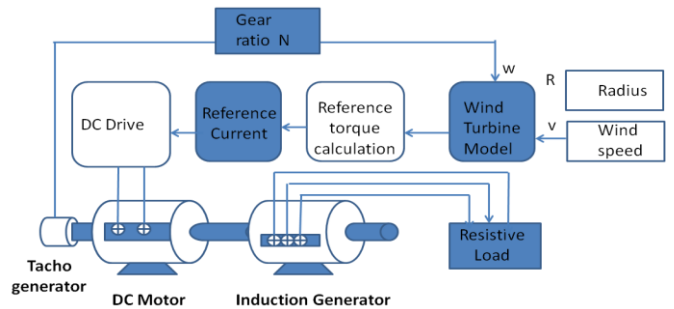 Gear
ratio N
w
R
Radius
DC Drive
Reference
Current
Reference
torque
calculation
Wind
Turbine
Model
v
Wind
speed
Resistive
Load
Tacho
generator
DC Motor
Induction Generator